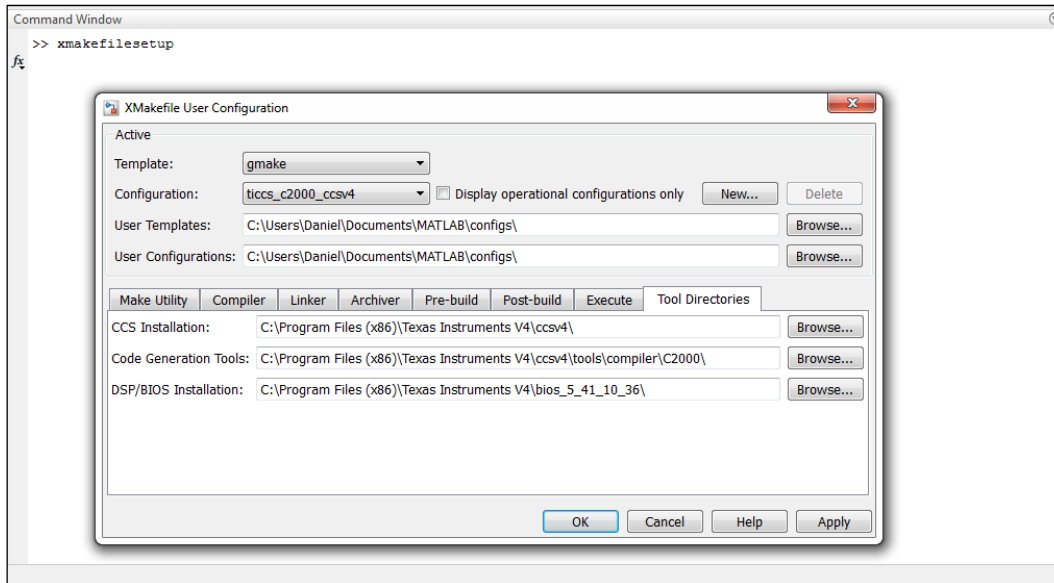 Command Window
>> xmakefilesetup
fx
XMakefile User Configuration
Active
Template: gmake
Configuration: ticcs_c2000_ccsv4 Display operational configurations only New... Delete
User Templates: C:\Users\Daniel\Documents\MATLAB\configs\ Browse...
User Configurations: C:\Users\Daniel\Documents\MATLAB\configs\ Browse...
Make Utility Compiler Linker Archiver Pre-build Post-build Execute Tool Directories
CCS Installation: C:\Program Files (x86)\Texas Instruments V4\ccsv4\ Browse...
Code Generation Tools: C:\Program Files (x86)\Texas Instruments V4\ccsv4\tools\compiler\C2000\ Browse...
DSP/BIOS Installation: C:\Program Files (x86)\Texas Instruments V4\bios_5_41_10_36\ Browse...
OK Cancel Help Apply